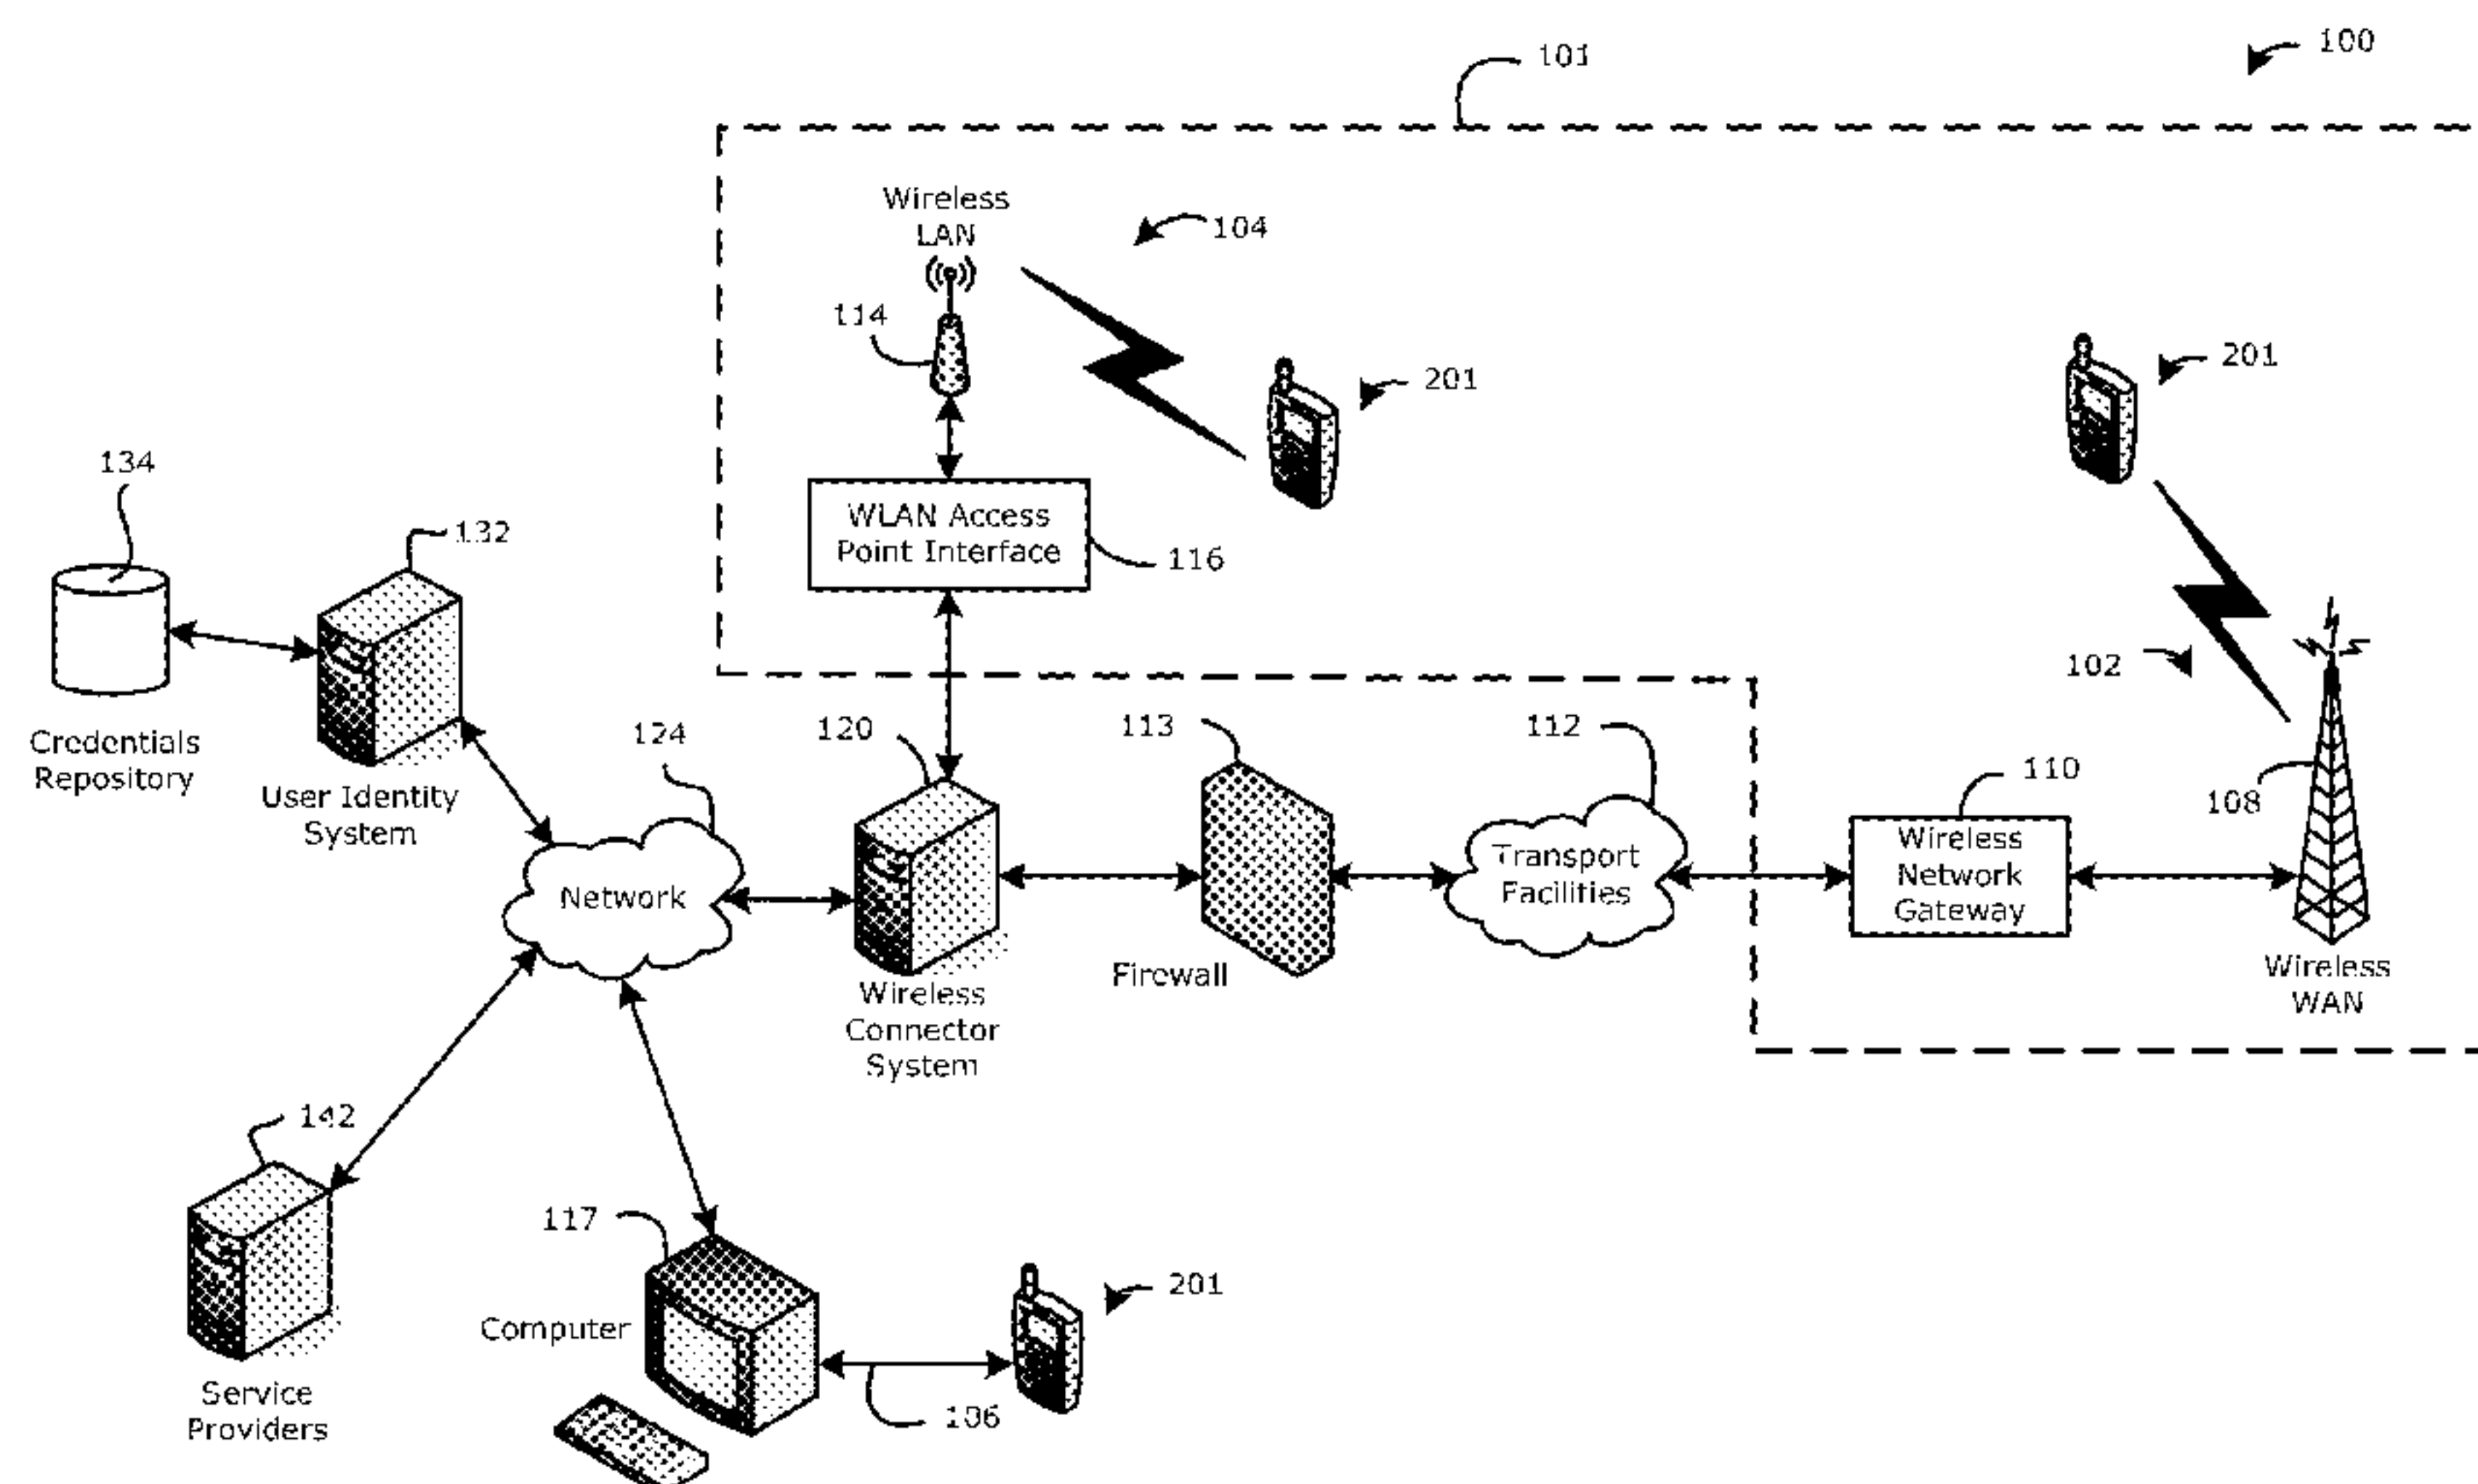 100
101
Wireless
LAN
104
114
201
201
134
132
WLAN Access
Point Interface
116
102
Credentials
Repository
User Identity
System
124
120
113
112
110
108
Network
Transport
Facilities
Wireless
Network
Gateway
Firewall
Wireless
Connector
System
Wireless
WAN
142
117
201
Computer
106
Service
Providers